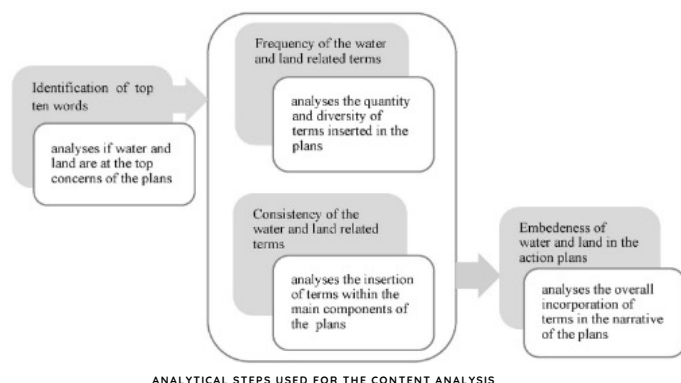 Identification of top
ten words
analyses if water and
land are at the top
concerns of the plans
Frequency of the water
and land related terms
analyses the quantity
and diversity of
terms inserted in the
plans
Consistency of the
water and land related
terms
analyses the insertion
of terms within the
main components of
the plans
Embedeness of
water and land in the
action plans
analyses the overall
incorporation of
terms in the narrative
of the plans
ANALYTICAL STEPS USED FOR THE CONTENT ANALYSIS